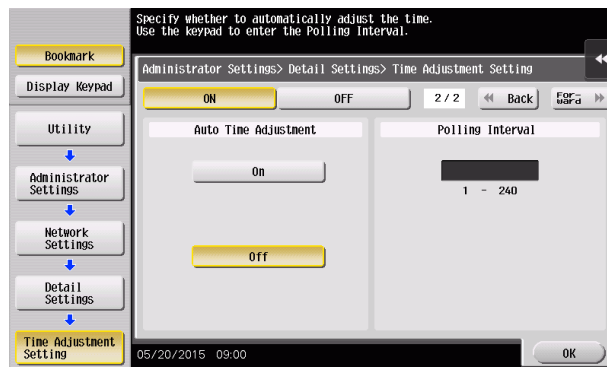 Specify whether to automatically adjust the time.
Use the keypad to enter the Polling Interval.
Bookmark
Display Keypad
Utility
Administrator
Settings
Network
Settings
Detail
Settings
Time Adjustment
Setting
Administrator Settings> Detail Settings> Time Adjustment Setting
ON
OFF
2/2
Back
For-
ward
Auto Time Adjustment
On
Off
Polling Interval
1 - 240
05/20/2015 09:00
OK